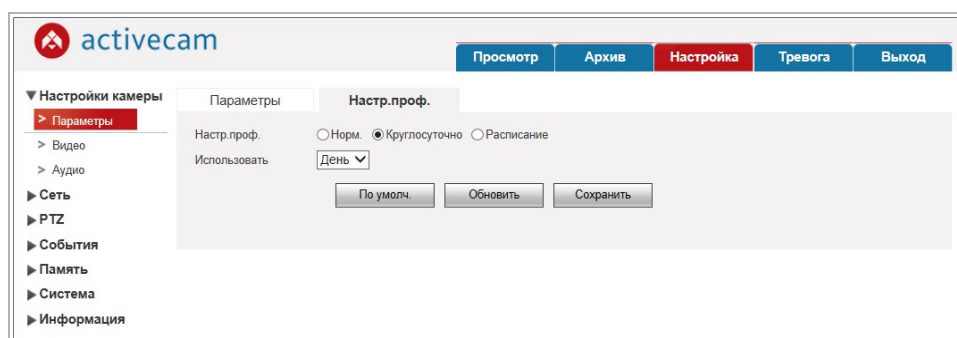 activecam
Просмотр Архив Настройка Тревога Выход
Настройки камеры
> Параметры
> Видео
> Аудио
Сеть
PTZ
События
Память
Система
Информация
Параметры Настр.проф.
Настр.проф. Норм. Круглосуточно Расписание
Использовать День
По умолч. Обновить Сохранить